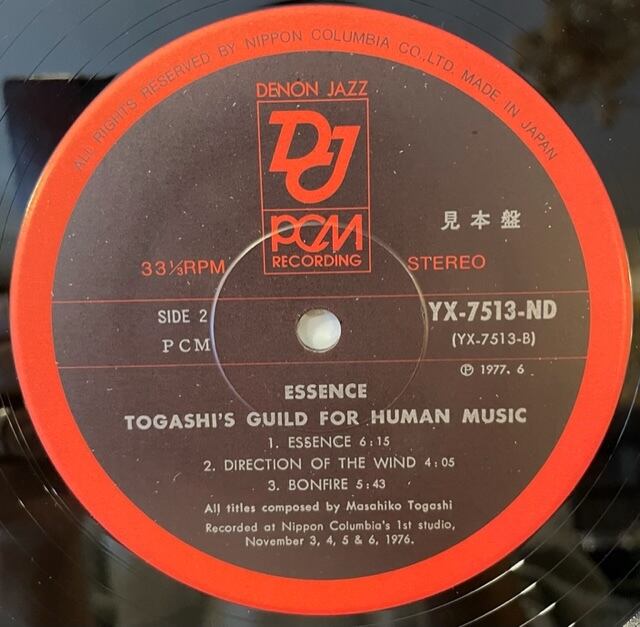 ALL RIGHTS RESERVED BY NIPPON COLUMBIA CO., LTD. MADE IN JAPAN
DENON JAZZ
DJ
PCM
RECORDING
見本盤
33⅓RPM
STEREO
SIDE 2
PCM
YX-7513-ND
(YX-7513-B)
Ⓟ 1977. 6
ESSENCE
TOGASHI'S GUILD FOR HUMAN MUSIC
1. ESSENCE 6:15
2. DIRECTION OF THE WIND 4:05
3. BONFIRE 5:43
All titles composed by Masahiko Togashi
Recorded at Nippon Columbia's 1st studio,
November 3, 4, 5 & 6, 1976.